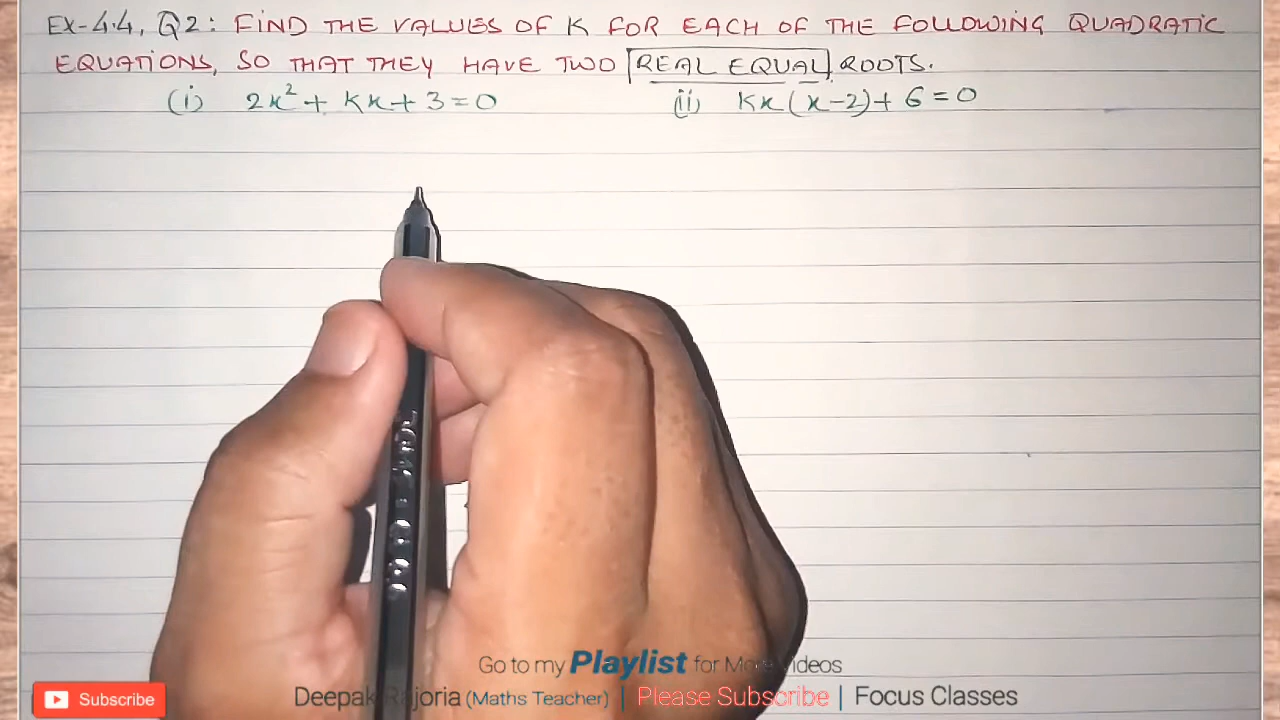 EX-4.4, Q2: FIND THE VALUES OF K FOR EACH OF THE FOLLOWING QUADRATIC
EQUATIONS, SO THAT THEY HAVE TWO REAL EQUAL ROOTS.
(i) 2x²+ Kx+ 3=0 (ii) Kx(x-2)+ 6=0
Go to my Playlist for More Videos
Subscribe
Deepak Rajoria (Maths Teacher) | Please Subscribe | Focus Classes